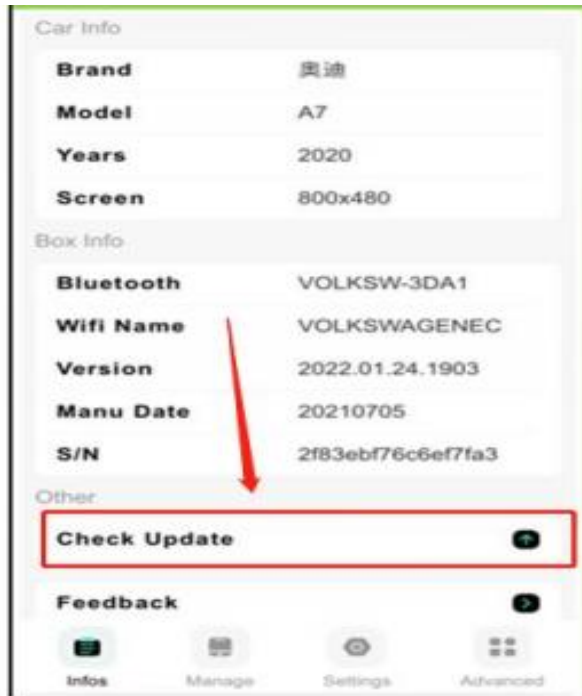 Car Info
Brand 奥迪
Model A7
Years 2020
Screen 800x480
Box Info
Bluetooth VOLKSW-3DA1
Wifi Name VOLKSWAGENEC
Version 2022.01.24.1903
Manu Date 20210705
S/N 2f83ebf76c6ef7fa3
Other
Check Update
Feedback
Infos Manage Settings Advanced